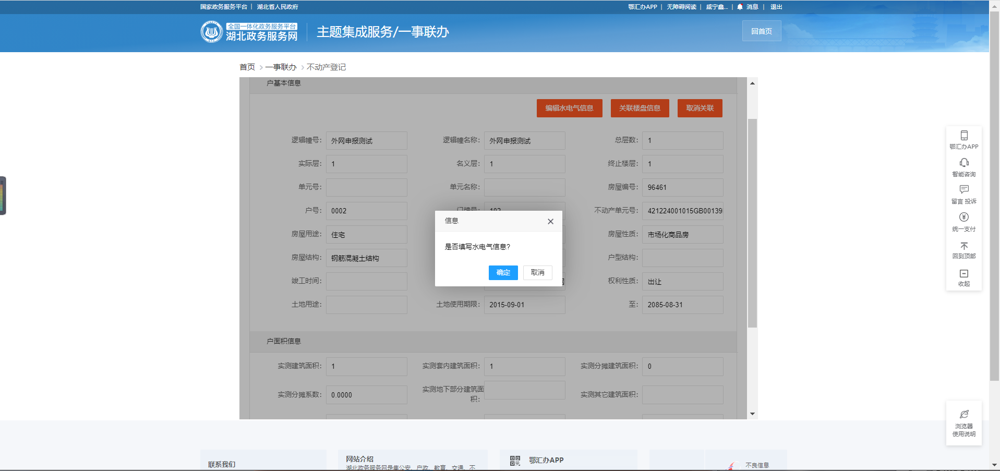 国家政务服务平台 | 湖北省人民政府
鄂汇办APP | 无障碍阅读 | 咸宁鑫... | 消息 | 退出
全国一体化政务服务平台
湖北政务服务网
主题集成服务/一事联办
回首页
首页 > 一事联办 > 不动产登记
户基本信息
编辑水电气信息 关联楼盘信息 取消关联
逻辑幢号： 外网申报测试 逻辑幢名称： 外网申报测试 总层数： 1
实际层： 1 名义层： 1 终止楼层： 1
单元号： 单元名称： 房屋编号： 96461
户号： 0002 门牌号： 102 不动产单元号： 421224001015GB00139
房屋用途： 住宅 房屋性质： 市场化商品房
房屋结构： 钢筋混凝土结构 户型结构：
竣工时间： 权利性质： 出让
土地用途： 土地使用期限： 2015-09-01 至： 2085-08-31
信息
是否填写水电气信息?
确定 取消
户面积信息
实测建筑面积： 1 实测套内建筑面积： 1 实测分摊建筑面积： 0
实测分摊系数： 0.0000 实测地下部分建筑面积： 实测其它建筑面积：
鄂汇办APP
智能咨询
留言 投诉
统一支付
回到顶部
收起
浏览器
使用说明
联系我们
网站介绍
湖北政务服务网是集公安、户政、教育、交通、不
鄂汇办APP
不良信息